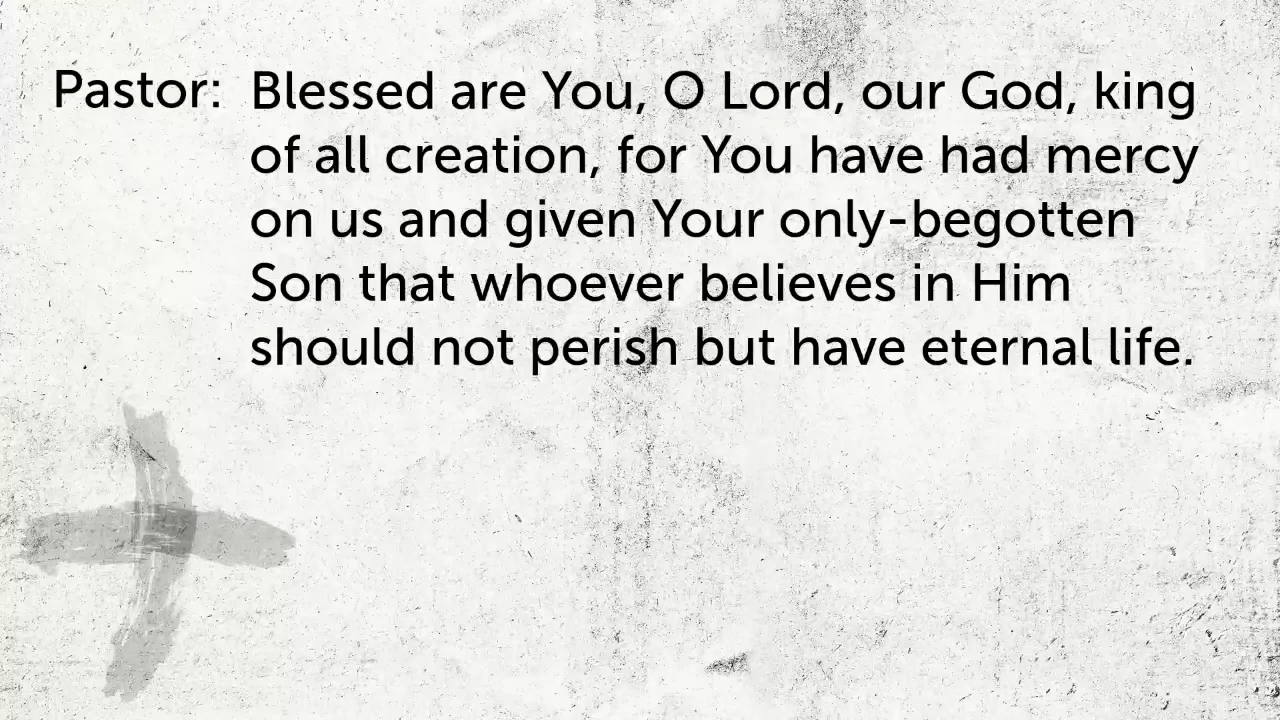 Pastor: Blessed are You, O Lord, our God, king
of all creation, for You have had mercy
on us and given Your only-begotten
Son that whoever believes in Him
should not perish but have eternal life.